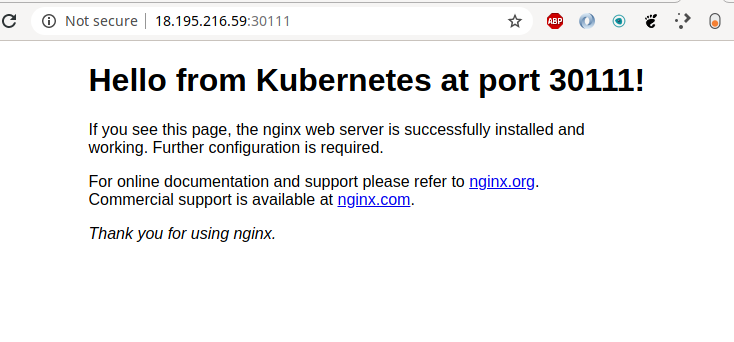 Not secure 18.195.216.59:30111
ABP
Hello from Kubernetes at port 30111!
If you see this page, the nginx web server is successfully installed and
working. Further configuration is required.
For online documentation and support please refer to nginx.org.
Commercial support is available at nginx.com.
Thank you for using nginx.